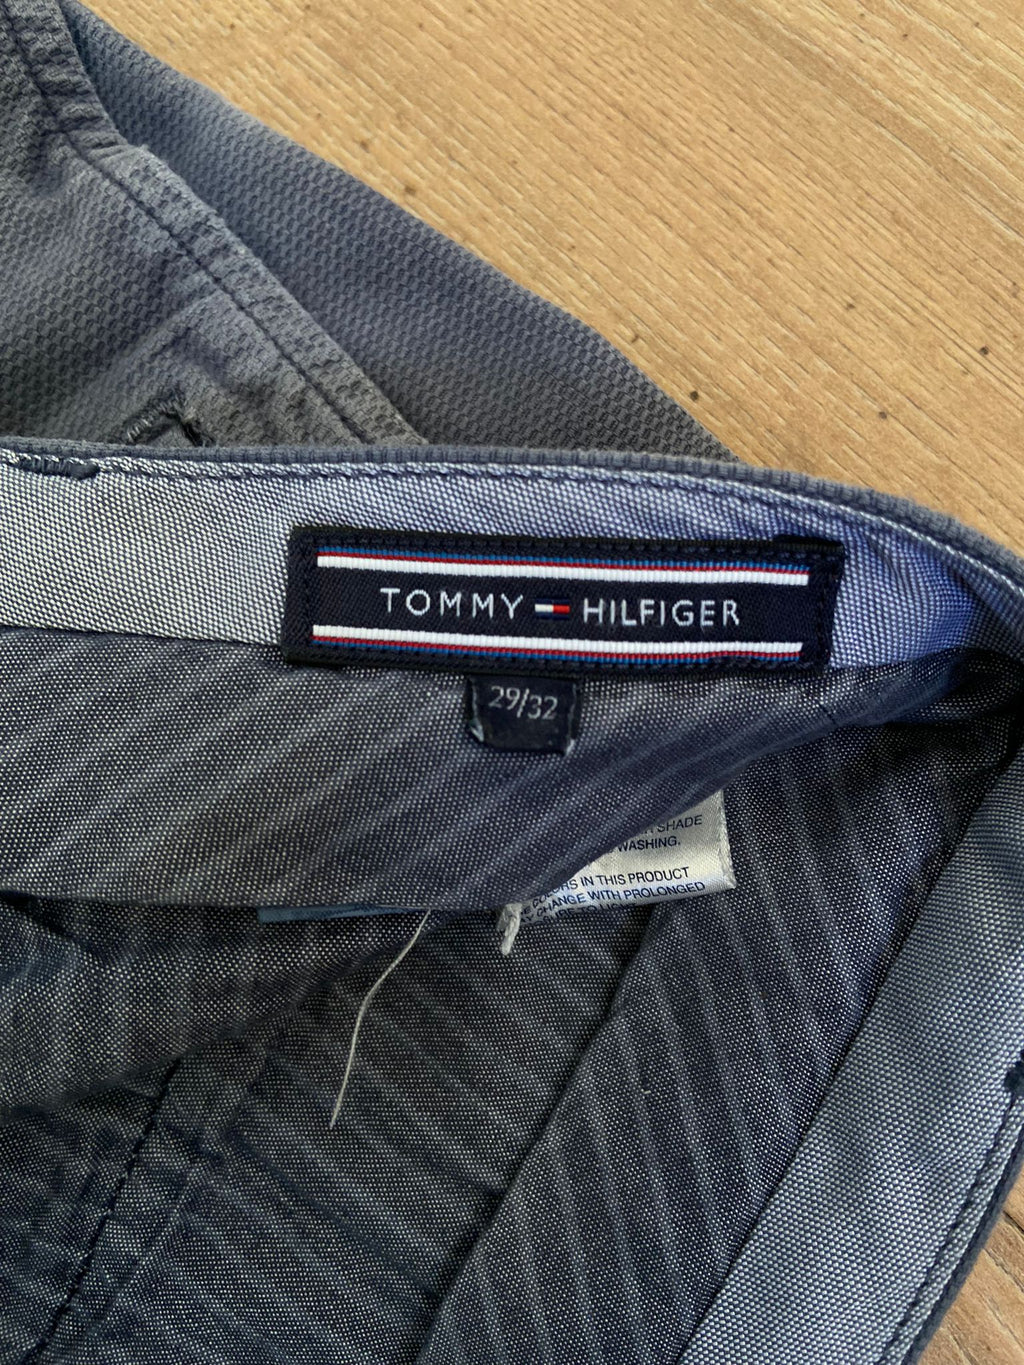 TOMMY HILFIGER
29/32
SHADE
WASHING.
IN THIS PRODUCT
CHANGE WITH PROLONGED